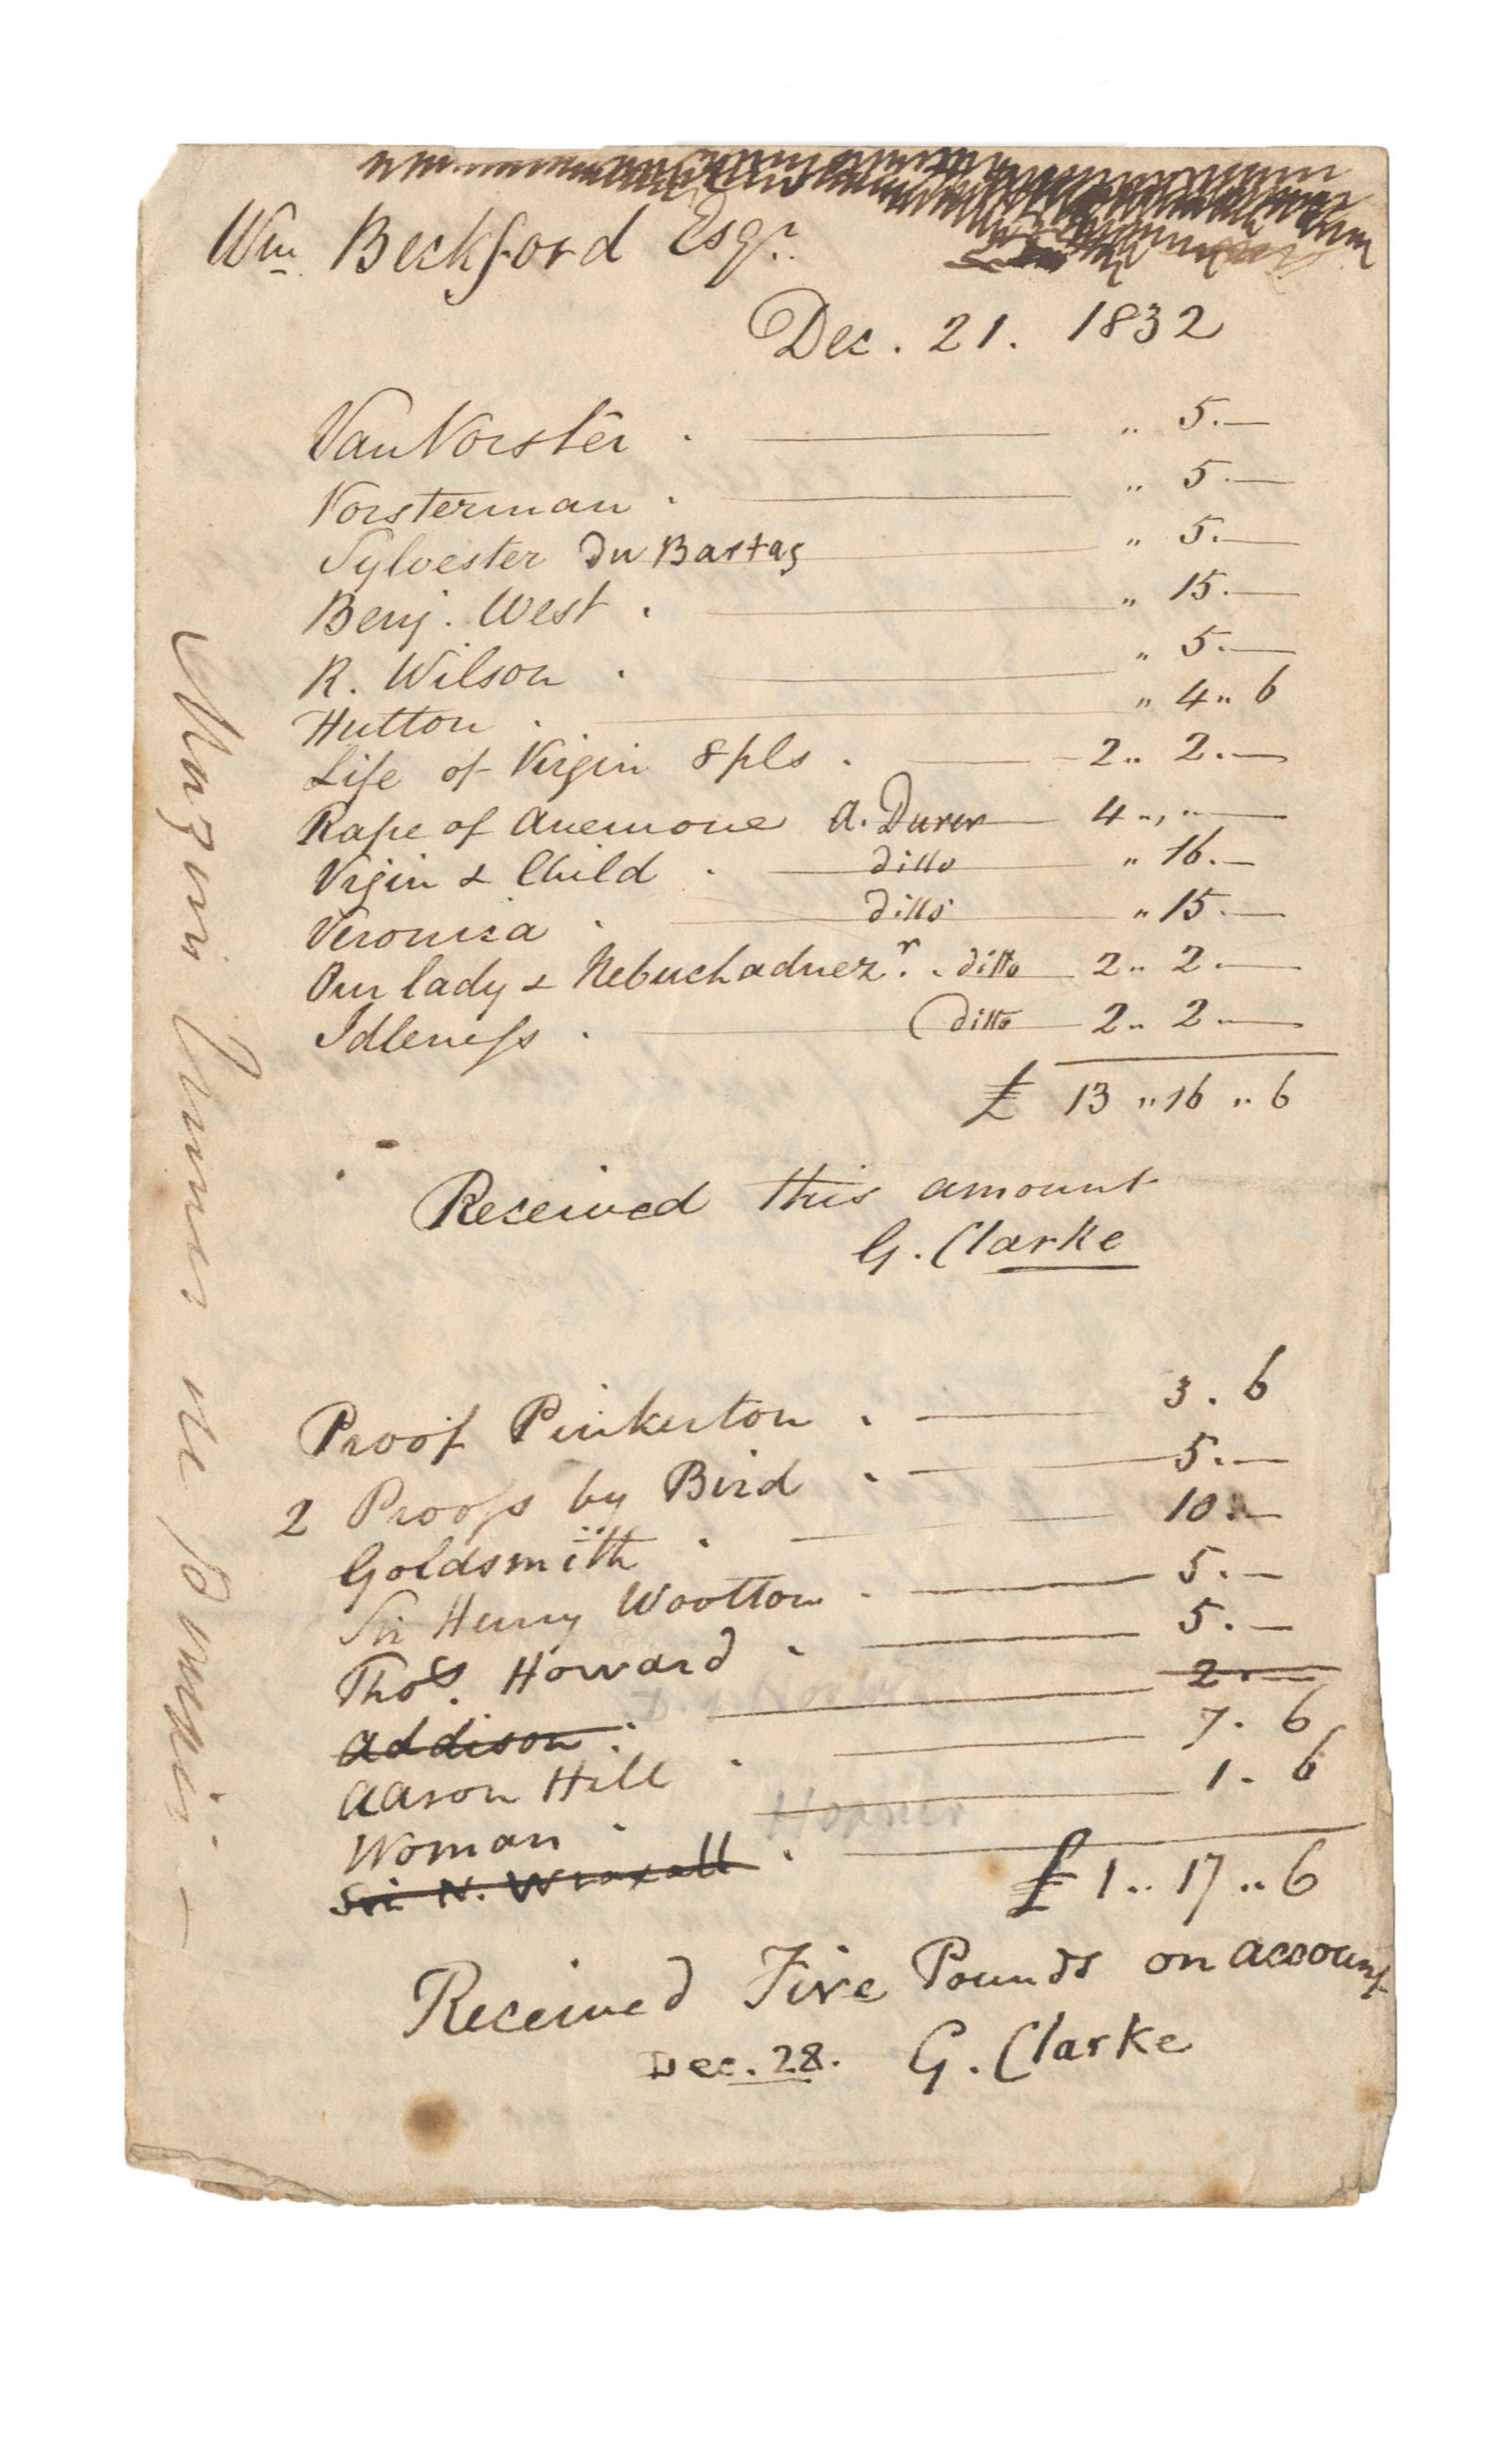 Wm Beckford Esqr.
Dec. 21. 1832
Van Vorster . — " 5. —
Vorsterman . — " 5. —
Sylvester Du Bartas — " 5. —
Benj. West . — " 15. —
R. Wilson . — " 5. —
Hutton . — " 4 " 6
Life of Virgin 8 pls . — 2 " 2. —
Rape of Anemone A. Durer — 4 " , " —
Virgin & Child . — ditto — " 16. —
Veronica . — ditto — " 15. —
Our lady & Nebuchadnezr. . ditto — 2 " 2. —
Idleness . — ditto — 2 " 2. —
£ 13 " 16 " 6
Received this amount
G. Clarke
Proof Pinkerton . — 3 . 6
2 Proofs by Bird . — 5. —
Goldsmith . — 10. —
Sir Henry Wootton . — 5. —
Thos. Howard . — 5. —
Addison . — 2 . —
Aaron Hill . — 7 . 6
Woman . — 1 . 6
Horner
Sir N. Wraxall . —
£ 1 " 17 " 6
Received Five Pounds on account
Dec. 28. G. Clarke